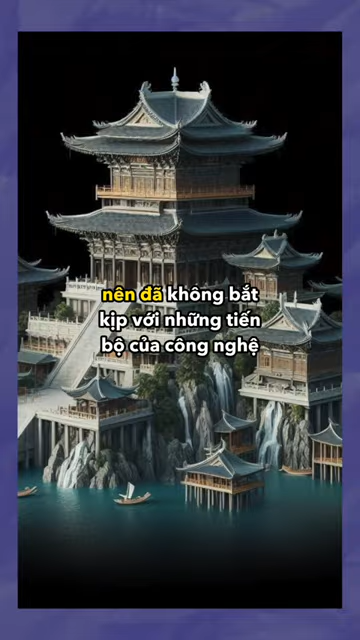 nên đã không bắt
kịp với những tiến
bộ của công nghệ